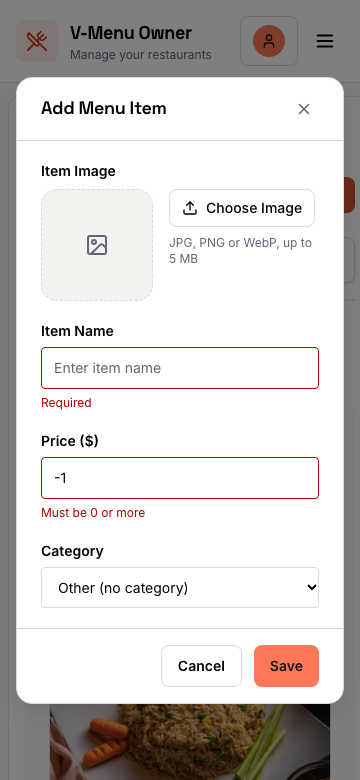 V-Menu Owner
Manage your restaurants
Add Menu Item
Item Image
Choose Image
JPG, PNG or WebP, up to
5 MB
Item Name
Enter item name
Required
Price ($)
-1
Must be 0 or more
Category
Other (no category)
Cancel
Save